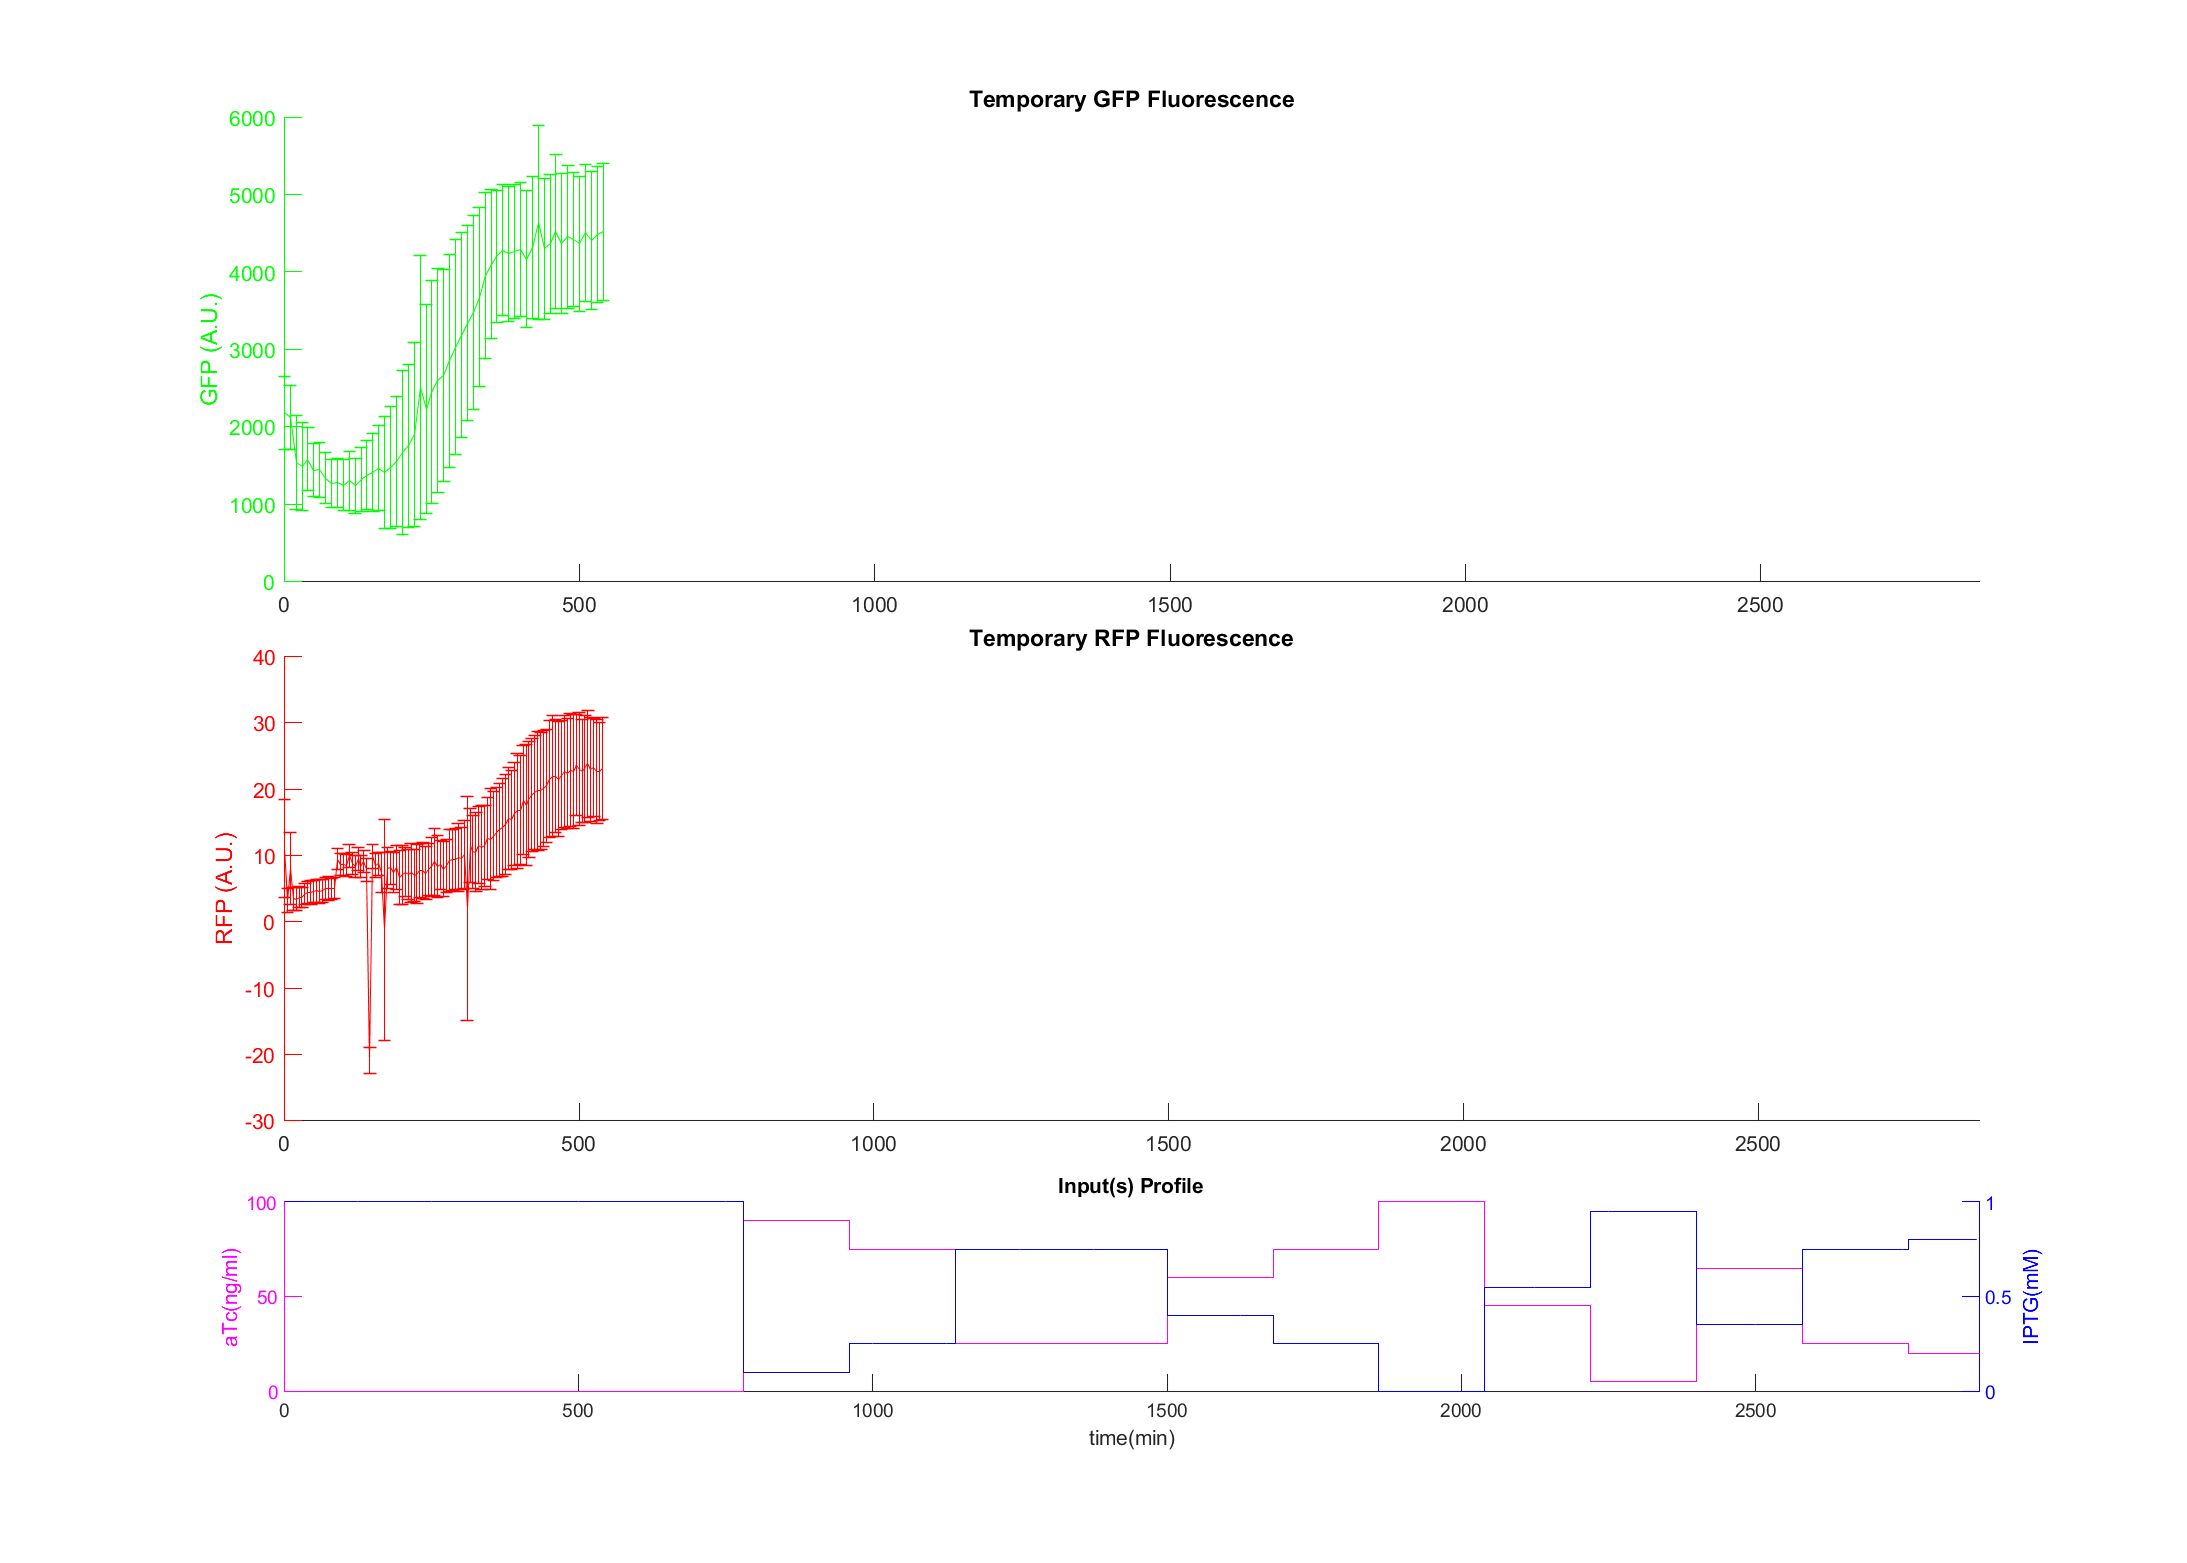 Temporary GFP Fluorescence
6000
5000
4000
3000
2000
1000
0
GFP (A.U.)
0 500 1000 1500 2000 2500
Temporary RFP Fluorescence
40
30
20
10
0
-10
-20
-30
RFP (A.U.)
0 500 1000 1500 2000 2500
Input(s) Profile
100
50
0
aTc(ng/ml)
1
0.5
0
IPTG(mM)
0 500 1000 1500 2000 2500
time(min)